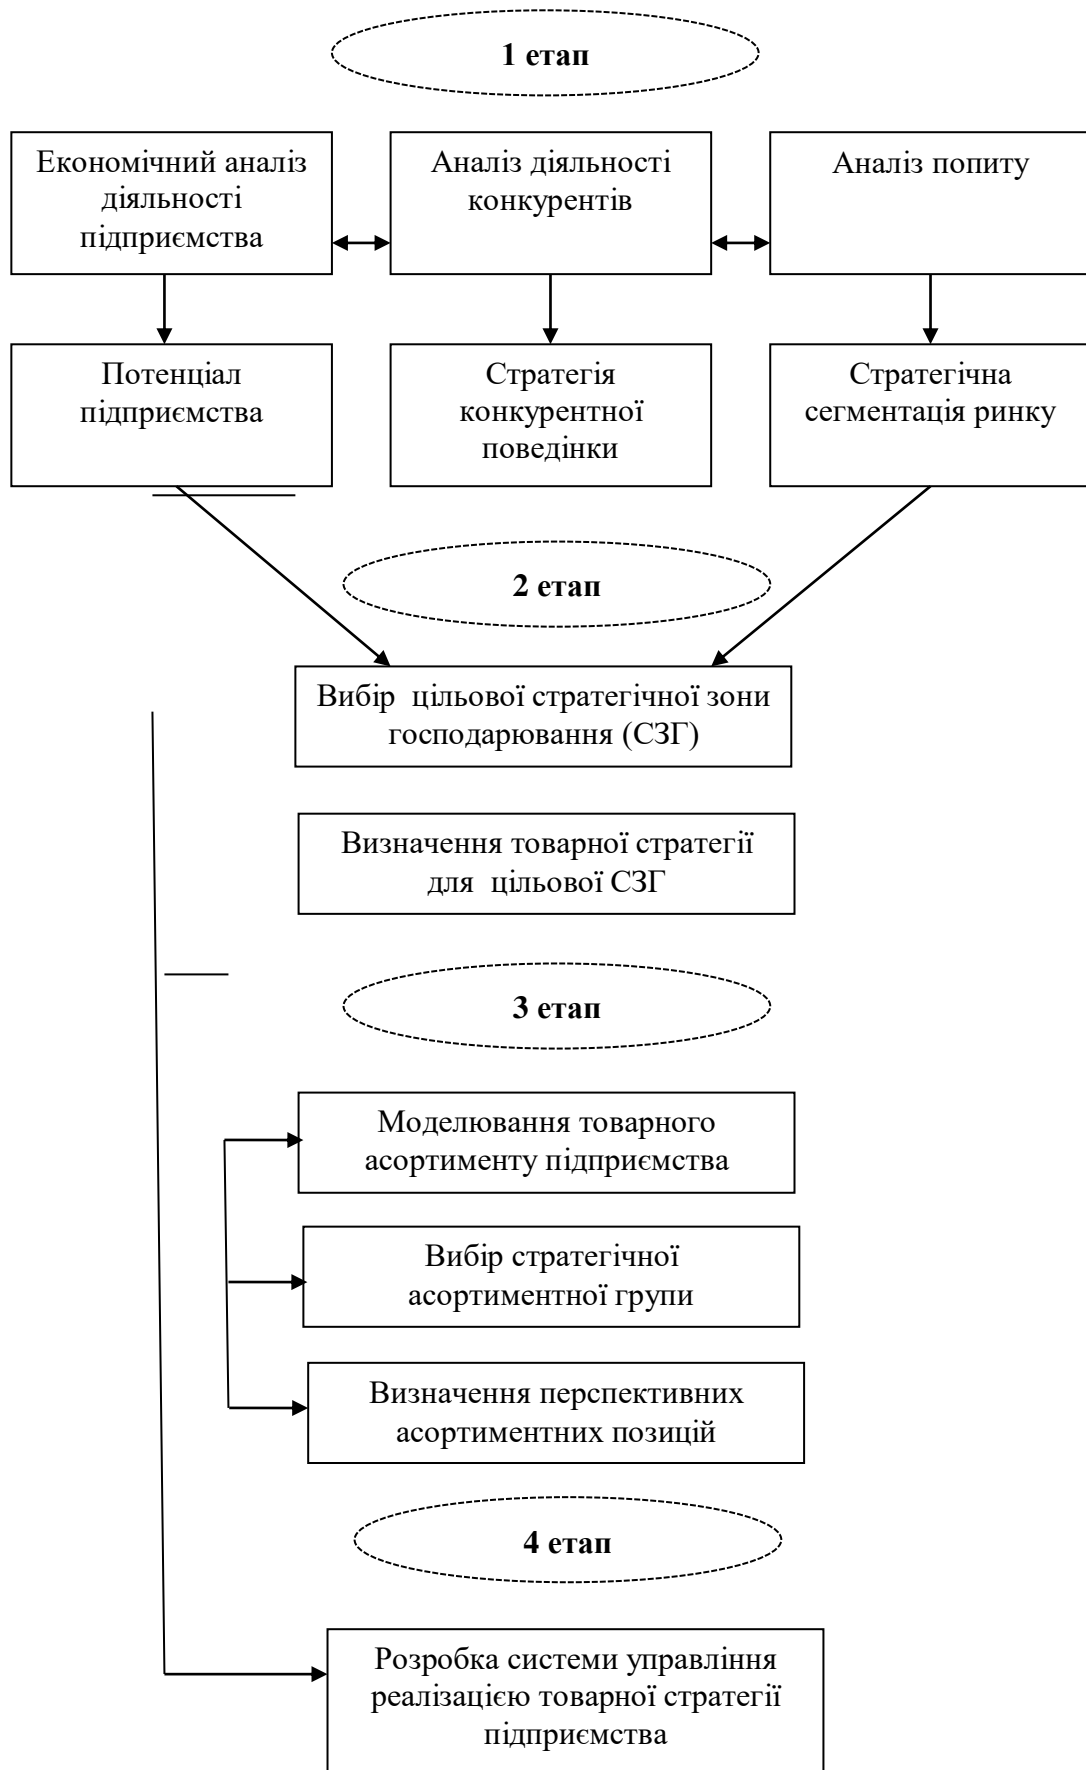 1 етап
Економічний аналіз
діяльності
підприємства
Аналіз діяльності
конкурентів
Аналіз попиту
Потенціал
підприємства
Стратегія
конкурентної
поведінки
Стратегічна
сегментація ринку
2 етап
Вибір цільової стратегічної зони
господарювання (СЗГ)
Визначення товарної стратегії
для цільової СЗГ
3 етап
Моделювання товарного
асортименту підприємства
Вибір стратегічної
асортиментної групи
Визначення перспективних
асортиментних позицій
4 етап
Розробка системи управління
реалізацією товарної стратегії
підприємства